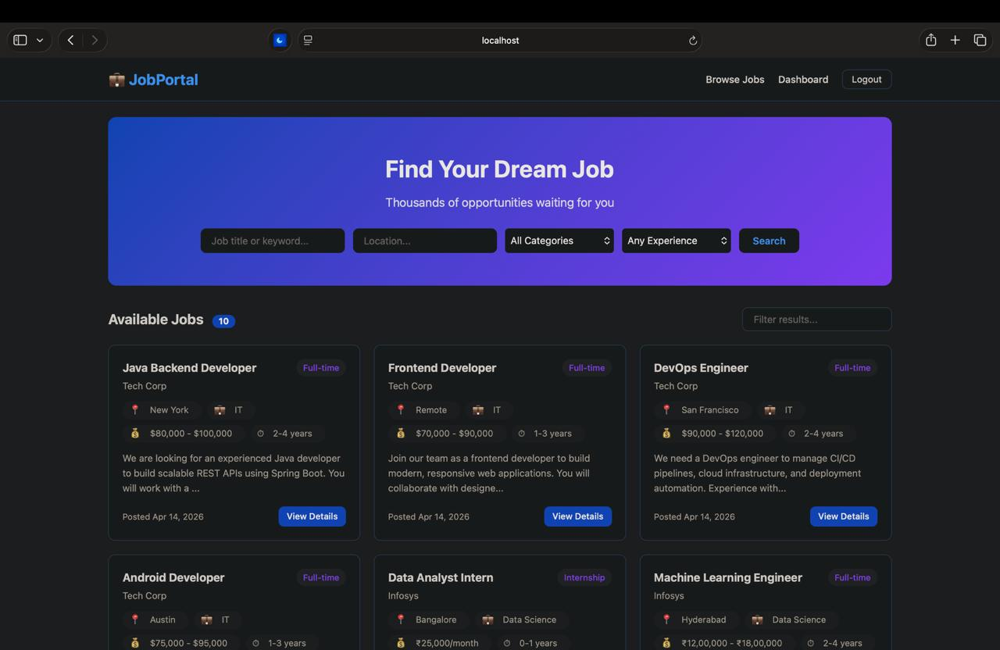 localhost
JobPortal
Browse Jobs Dashboard Logout
Find Your Dream Job
Thousands of opportunities waiting for you
Job title or keyword... Location... All Categories Any Experience Search
Available Jobs 10 Filter results...
Java Backend Developer Full-time
Tech Corp
New York IT
$80,000 - $100,000 2-4 years
We are looking for an experienced Java developer
to build scalable REST APIs using Spring Boot. You
will work with a ...
Posted Apr 14, 2026 View Details
Frontend Developer Full-time
Tech Corp
Remote IT
$70,000 - $90,000 1-3 years
Join our team as a frontend developer to build
modern, responsive web applications. You will
collaborate with designe...
Posted Apr 14, 2026 View Details
DevOps Engineer Full-time
Tech Corp
San Francisco IT
$90,000 - $120,000 2-4 years
We need a DevOps engineer to manage CI/CD
pipelines, cloud infrastructure, and deployment
automation. Experience with...
Posted Apr 14, 2026 View Details
Android Developer Full-time
Tech Corp
Austin IT
$75,000 - $95,000 1-3 years
Data Analyst Intern Internship
Infosys
Bangalore Data Science
₹25,000/month 0-1 years
Machine Learning Engineer Full-time
Infosys
Hyderabad Data Science
₹12,00,000 - ₹18,00,000 2-4 years